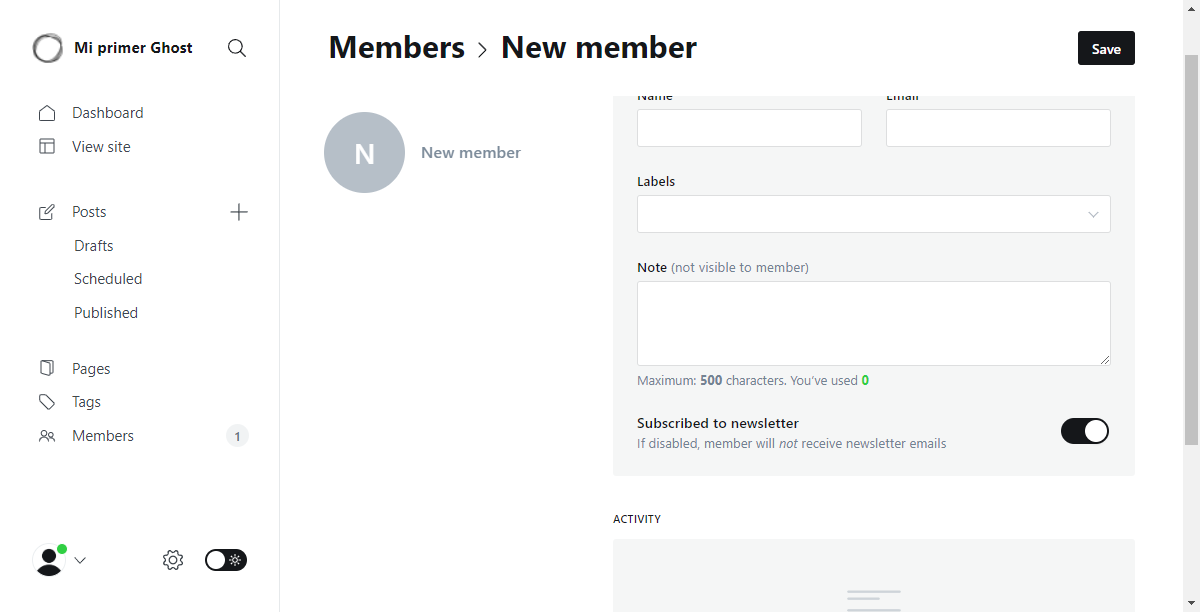 Mi primer Ghost
Members
New member
Save
Dashboard
View site
Posts
Drafts
Scheduled
Published
Pages
Tags
Members
1
N
New member
Name
Email
Labels
Note (not visible to member)
Maximum: 500 characters. You've used 0
Subscribed to newsletter
If disabled, member will not receive newsletter emails
ACTIVITY